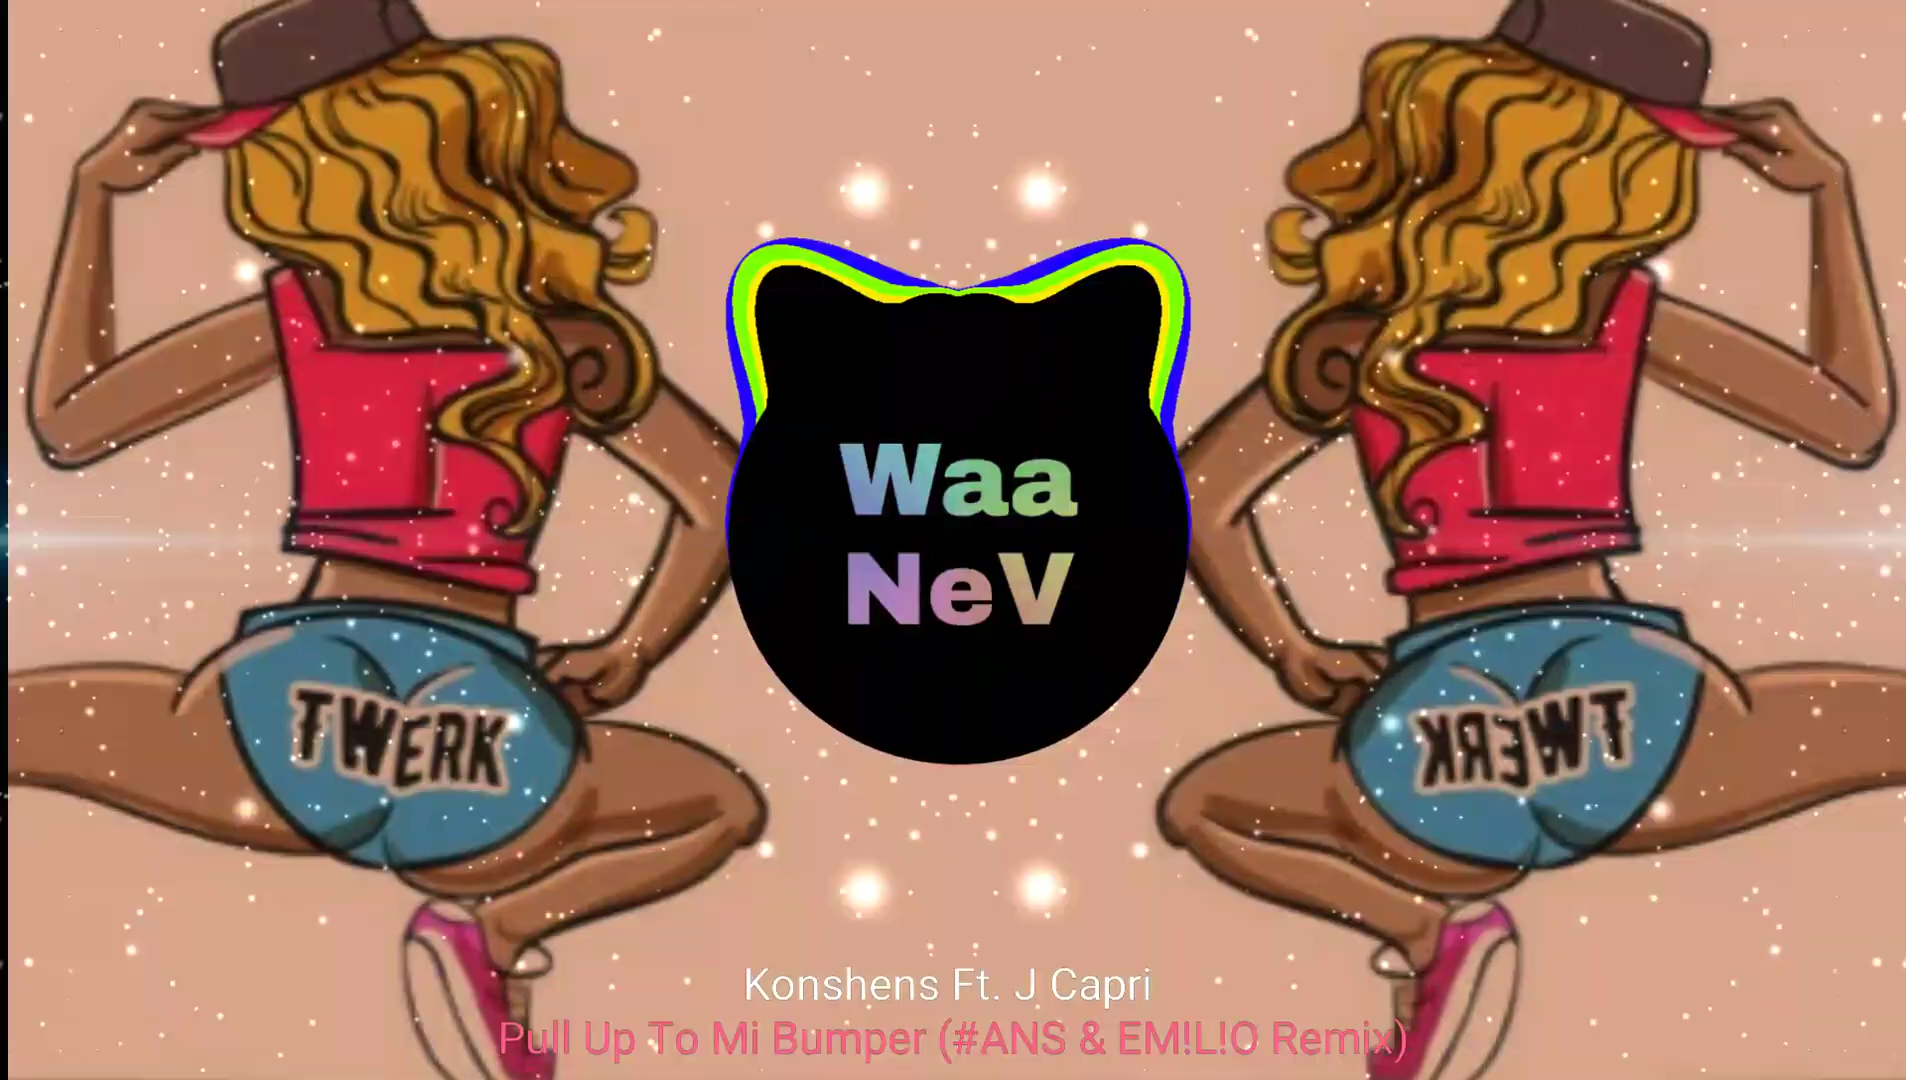 Waa
NeV
TWERK
TWERK
Konshens Ft. J Capri
Pull Up To Mi Bumper (#ANS & EM!L!O Remix)